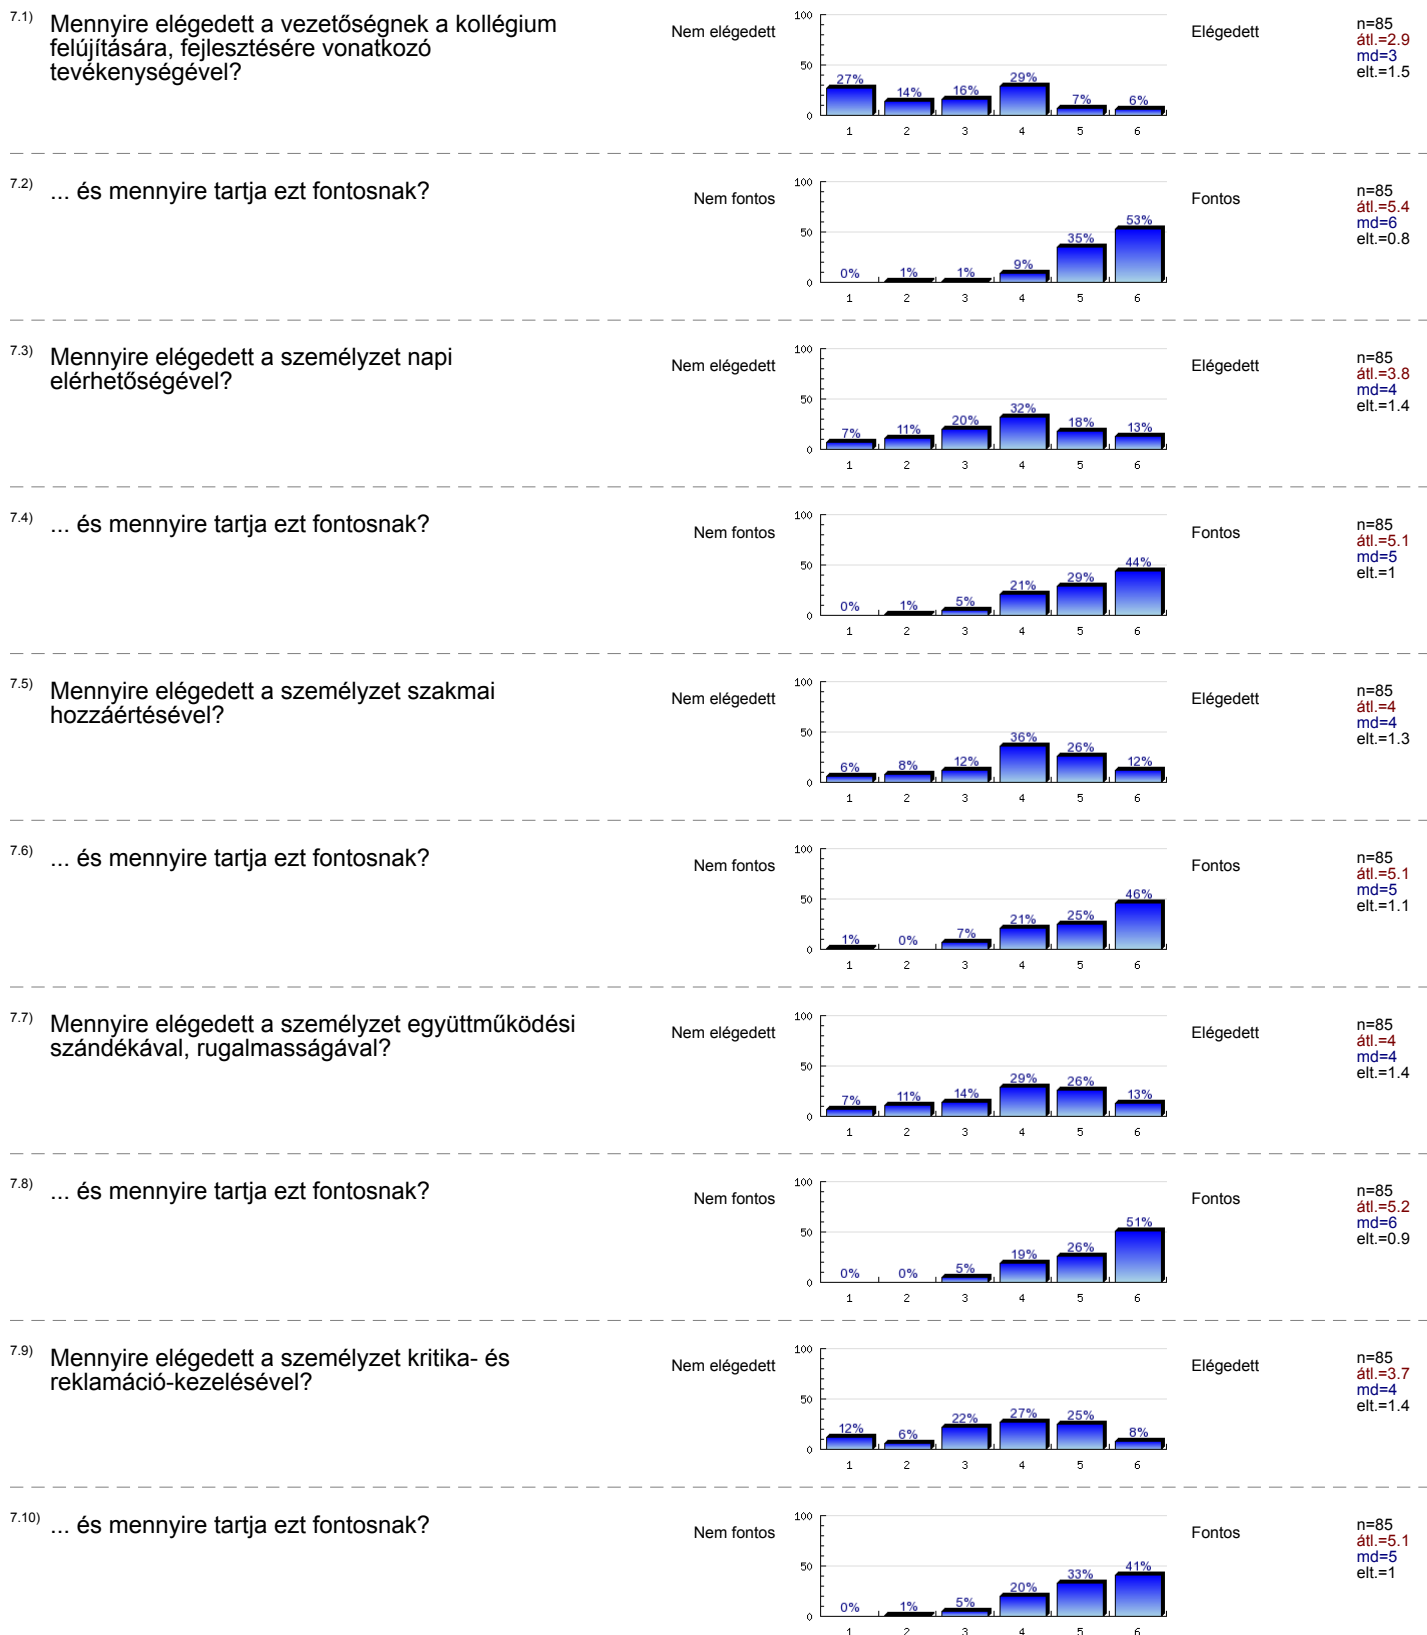 7.1) Mennyire elégedett a vezetőségnek a kollégium
felújítására, fejlesztésére vonatkozó
tevékenységével?
Nem elégedett
100
50
0
27% 14% 16% 29% 7% 6%
1 2 3 4 5 6
Elégedett
n=85
átl.=2.9
md=3
elt.=1.5
7.2) ... és mennyire tartja ezt fontosnak?
Nem fontos
100
50
0
0% 1% 1% 9% 35% 53%
1 2 3 4 5 6
Fontos
n=85
átl.=5.4
md=6
elt.=0.8
7.3) Mennyire elégedett a személyzet napi
elérhetőségével?
Nem elégedett
100
50
0
7% 11% 20% 32% 18% 13%
1 2 3 4 5 6
Elégedett
n=85
átl.=3.8
md=4
elt.=1.4
7.4) ... és mennyire tartja ezt fontosnak?
Nem fontos
100
50
0
0% 1% 5% 21% 29% 44%
1 2 3 4 5 6
Fontos
n=85
átl.=5.1
md=5
elt.=1
7.5) Mennyire elégedett a személyzet szakmai
hozzáértésével?
Nem elégedett
100
50
0
6% 8% 12% 36% 26% 12%
1 2 3 4 5 6
Elégedett
n=85
átl.=4
md=4
elt.=1.3
7.6) ... és mennyire tartja ezt fontosnak?
Nem fontos
100
50
0
1% 0% 7% 21% 25% 46%
1 2 3 4 5 6
Fontos
n=85
átl.=5.1
md=5
elt.=1.1
7.7) Mennyire elégedett a személyzet együttműködési
szándékával, rugalmasságával?
Nem elégedett
100
50
0
7% 11% 14% 29% 26% 13%
1 2 3 4 5 6
Elégedett
n=85
átl.=4
md=4
elt.=1.4
7.8) ... és mennyire tartja ezt fontosnak?
Nem fontos
100
50
0
0% 0% 5% 19% 26% 51%
1 2 3 4 5 6
Fontos
n=85
átl.=5.2
md=6
elt.=0.9
7.9) Mennyire elégedett a személyzet kritika- és
reklamáció-kezelésével?
Nem elégedett
100
50
0
12% 6% 22% 27% 25% 8%
1 2 3 4 5 6
Elégedett
n=85
átl.=3.7
md=4
elt.=1.4
7.10) ... és mennyire tartja ezt fontosnak?
Nem fontos
100
50
0
0% 1% 5% 20% 33% 41%
1 2 3 4 5 6
Fontos
n=85
átl.=5.1
md=5
elt.=1